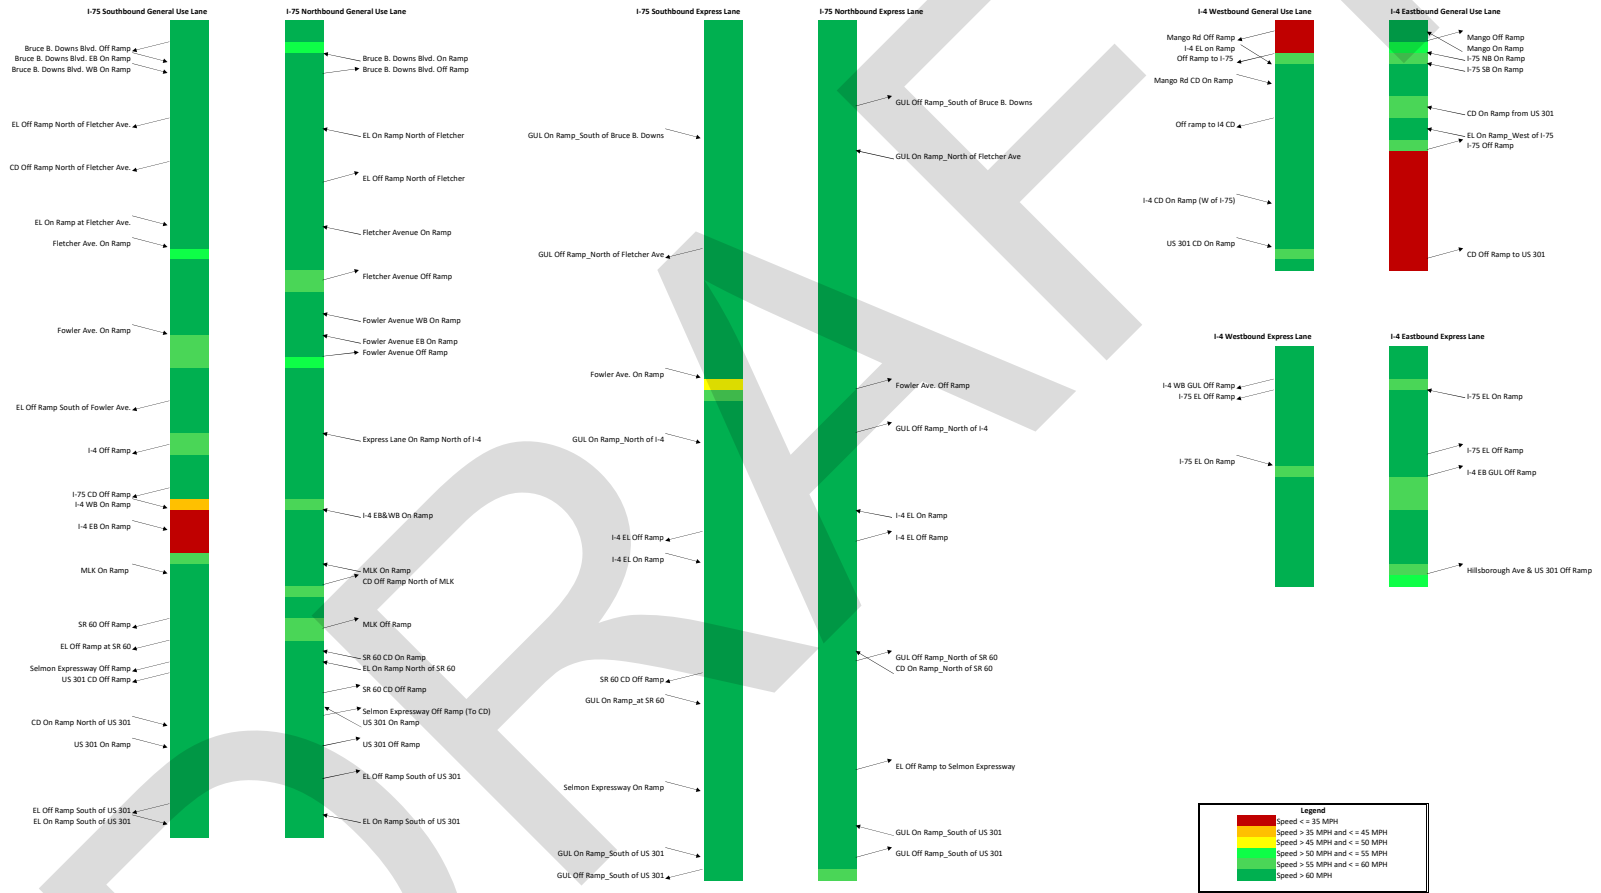 I-75 Southbound General Use Lane
Bruce B. Downs Blvd. Off Ramp
Bruce B. Downs Blvd. EB On Ramp
Bruce B. Downs Blvd. WB On Ramp
EL Off Ramp North of Fletcher Ave.
CD Off Ramp North of Fletcher Ave.
EL On Ramp at Fletcher Ave.
Fletcher Ave. On Ramp
Fowler Ave. On Ramp
EL Off Ramp South of Fowler Ave.
I-4 Off Ramp
I-75 CD Off Ramp
I-4 WB On Ramp
I-4 EB On Ramp
MLK On Ramp
SR 60 Off Ramp
EL Off Ramp at SR 60
Selmon Expressway Off Ramp
US 301 CD Off Ramp
CD On Ramp North of US 301
US 301 On Ramp
EL Off Ramp South of US 301
EL On Ramp South of US 301
I-75 Northbound General Use Lane
Bruce B. Downs Blvd. On Ramp
Bruce B. Downs Blvd. Off Ramp
EL On Ramp North of Fletcher
EL Off Ramp North of Fletcher
Fletcher Avenue On Ramp
Fletcher Avenue Off Ramp
Fowler Avenue WB On Ramp
Fowler Avenue EB On Ramp
Fowler Avenue Off Ramp
Express Lane On Ramp North of I-4
I-4 EB&WB On Ramp
MLK On Ramp
CD Off Ramp North of MLK
MLK Off Ramp
SR 60 CD On Ramp
EL On Ramp North of SR 60
SR 60 CD Off Ramp
Selmon Expressway Off Ramp (To CD)
US 301 On Ramp
US 301 Off Ramp
EL Off Ramp South of US 301
EL On Ramp South of US 301
I-75 Southbound Express Lane
GUL On Ramp_South of Bruce B. Downs
GUL Off Ramp_North of Fletcher Ave
Fowler Ave. On Ramp
GUL On Ramp_North of I-4
I-4 EL Off Ramp
I-4 EL On Ramp
SR 60 CD Off Ramp
GUL On Ramp_at SR 60
Selmon Expressway On Ramp
GUL On Ramp_South of US 301
GUL Off Ramp_South of US 301
I-75 Northbound Express Lane
GUL Off Ramp_South of Bruce B. Downs
GUL On Ramp_North of Fletcher Ave
Fowler Ave. Off Ramp
GUL Off Ramp_North of I-4
I-4 EL On Ramp
I-4 EL Off Ramp
GUL Off Ramp_North of SR 60
CD On Ramp_North of SR 60
EL Off Ramp to Selmon Expressway
GUL On Ramp_South of US 301
GUL Off Ramp_South of US 301
I-4 Westbound General Use Lane
Mango Rd Off Ramp
I-4 EL on Ramp
Off Ramp to I-75
Mango Rd CD On Ramp
Off ramp to I4 CD
I-4 CD On Ramp (W of I-75)
US 301 CD On Ramp
I-4 Eastbound General Use Lane
Mango Off Ramp
Mango On Ramp
I-75 NB On Ramp
I-75 SB On Ramp
CD On Ramp from US 301
EL On Ramp_West of I-75
I-75 Off Ramp
CD Off Ramp to US 301
I-4 Westbound Express Lane
I-4 WB GUL Off Ramp
I-75 EL Off Ramp
I-75 EL On Ramp
I-4 Eastbound Express Lane
I-75 EL On Ramp
I-75 EL Off Ramp
I-4 EB GUL Off Ramp
Hillsborough Ave & US 301 Off Ramp
Legend
Speed < = 35 MPH
Speed > 35 MPH and < = 45 MPH
Speed > 45 MPH and < = 50 MPH
Speed > 50 MPH and < = 55 MPH
Speed > 55 MPH and < = 60 MPH
Speed > 60 MPH
DRAFT